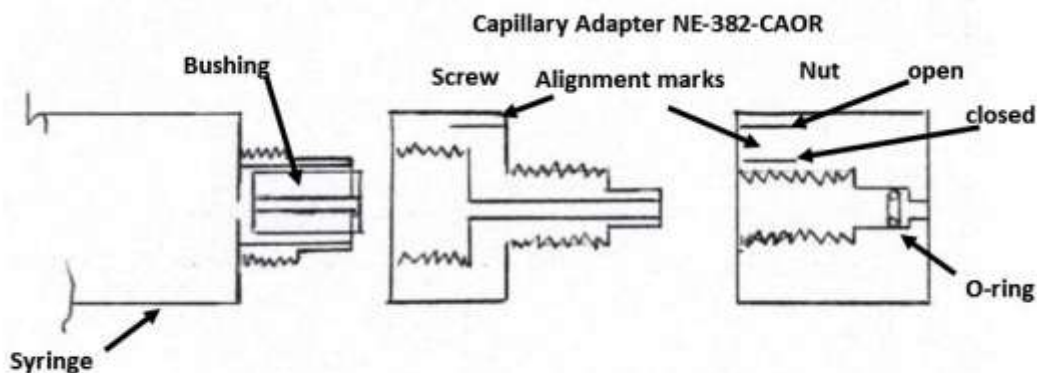 Capillary Adapter NE-382-CAOR
Bushing
Screw
Alignment marks
Nut
open
closed
O-ring
Syringe